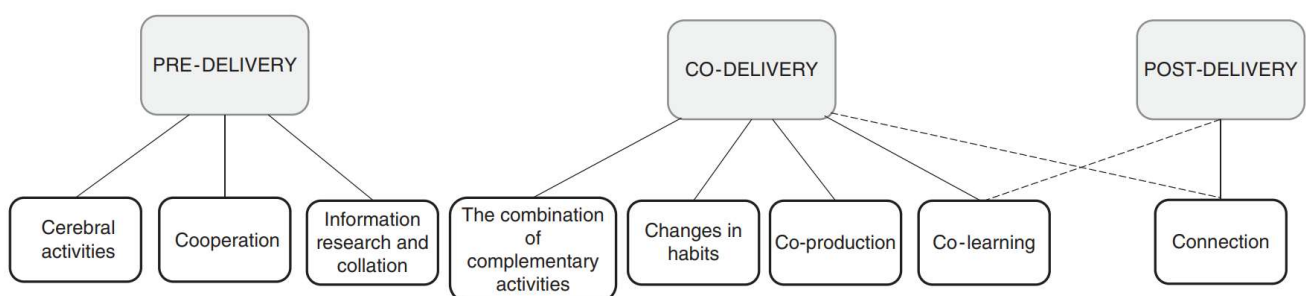 PRE-DELIVERY
CO-DELIVERY
POST-DELIVERY
Cerebral
activities
Cooperation
Information
research and
collation
The combination
of
complementary
activities
Changes in
habits
Co-production
Co-learning
Connection